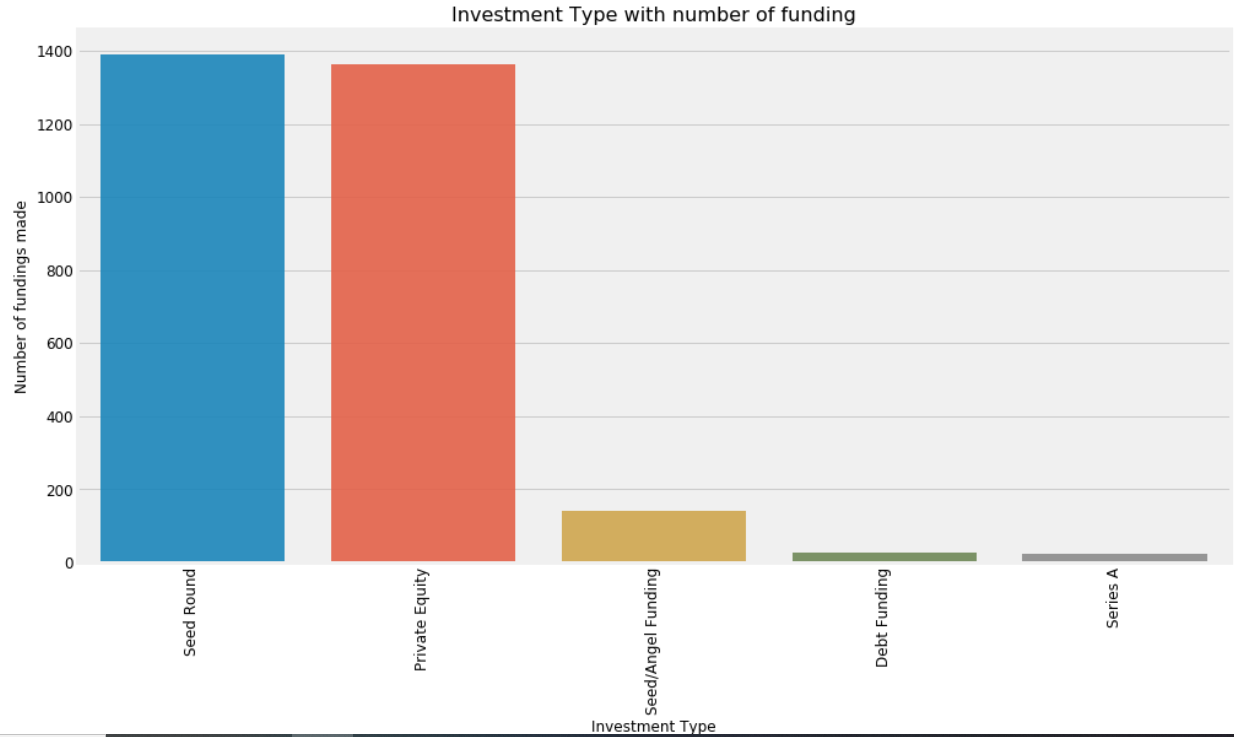 Investment Type with number of funding
Number of fundings made
1400
1200
1000
800
600
400
200
0
Seed Round
Private Equity
Seed/Angel Funding
Debt Funding
Series A
Investment Type